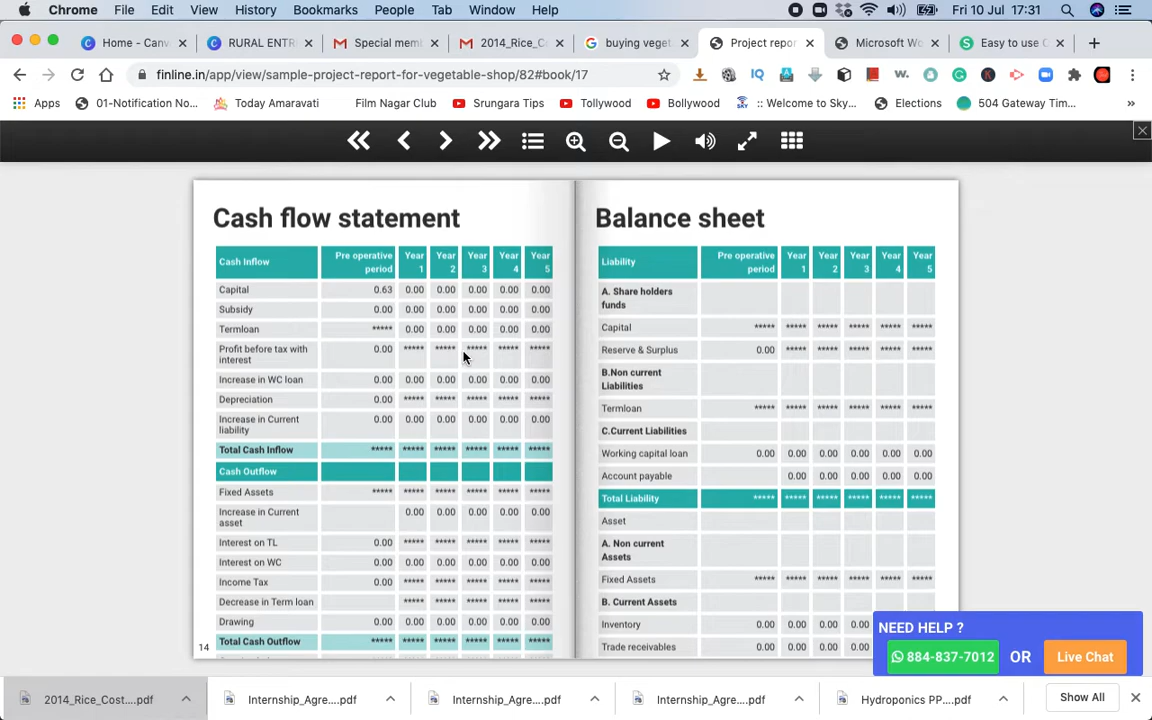 Chrome File Edit View History Bookmarks People Tab Window Help Fri 10 Jul 17:31
Home - Canv RURAL ENTR Special mem 2014_Rice_C buying veget Project repor Microsoft Wo Easy to use C
finline.in/app/view/sample-project-report-for-vegetable-shop/82#book/17
Apps 01-Notification No... Today Amaravati Film Nagar Club Srungara Tips Tollywood Bollywood :: Welcome to Sky... Elections 504 Gateway Tim... »
Cash flow statement
Cash Inflow Pre operative period Year 1 Year 2 Year 3 Year 4 Year 5
Capital 0.63 0.00 0.00 0.00 0.00 0.00
Subsidy 0.00 0.00 0.00 0.00 0.00 0.00
Termloan ***** 0.00 0.00 0.00 0.00 0.00
Profit before tax with interest 0.00 ***** ***** ***** ***** *****
Increase in WC loan 0.00 0.00 0.00 0.00 0.00 0.00
Depreciation 0.00 ***** ***** ***** ***** *****
Increase in Current liability 0.00 0.00 0.00 0.00 0.00 0.00
Total Cash Inflow ***** ***** ***** ***** ***** *****
Cash Outflow
Fixed Assets ***** ***** ***** ***** ***** *****
Increase in Current asset 0.00 0.00 0.00 0.00 0.00
Interest on TL 0.00 ***** ***** ***** ***** *****
Interest on WC 0.00 0.00 0.00 0.00 0.00 0.00
Income Tax 0.00 ***** ***** ***** ***** *****
Decrease in Term loan ***** ***** ***** ***** *****
Drawing 0.00 0.00 0.00 0.00 0.00 0.00
Total Cash Outflow ***** ***** ***** ***** ***** *****
14
Balance sheet
Liability Pre operative period Year 1 Year 2 Year 3 Year 4 Year 5
A. Share holders funds
Capital ***** ***** ***** ***** ***** *****
Reserve & Surplus 0.00 ***** ***** ***** ***** *****
B.Non current Liabilities
Termloan ***** ***** ***** ***** ***** *****
C.Current Liabilities
Working capital loan 0.00 0.00 0.00 0.00 0.00 0.00
Account payable 0.00 0.00 0.00 0.00 0.00
Total Liability ***** ***** ***** ***** ***** *****
Asset
A. Non current Assets
Fixed Assets ***** ***** ***** ***** ***** *****
B. Current Assets
Inventory 0.00 0.00 0.00 0.00
Trade receivables 0.00 0.00 0.00 0.00
NEED HELP ?
884-837-7012 OR Live Chat
2014_Rice_Cost....pdf Internship_Agre....pdf Internship_Agre....pdf Internship_Agre....pdf Hydroponics PP....pdf Show All